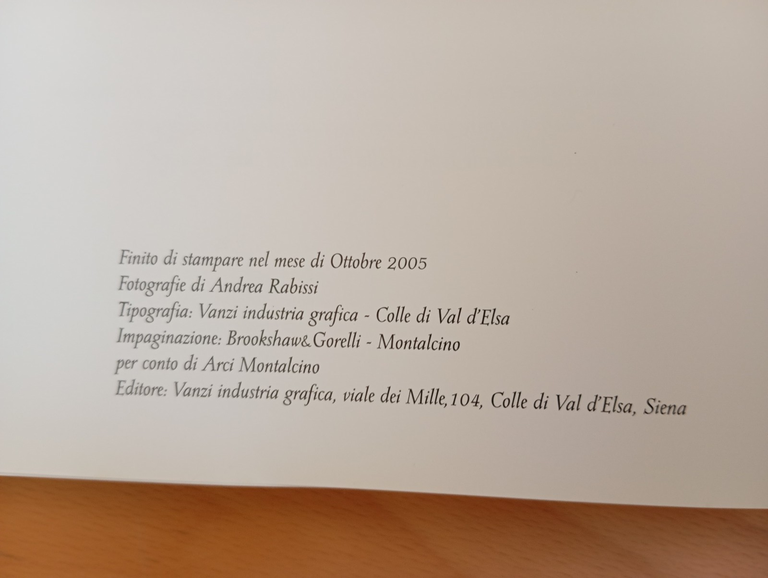 Finito di stampare nel mese di Ottobre 2005
Fotografie di Andrea Rabissi
Tipografia: Vanzi industria grafica - Colle di Val d'Elsa
Impaginazione: Brookshaw&Gorelli - Montalcino
per conto di Arci Montalcino
Editore: Vanzi industria grafica, viale dei Mille,104, Colle di Val d'Elsa, Siena